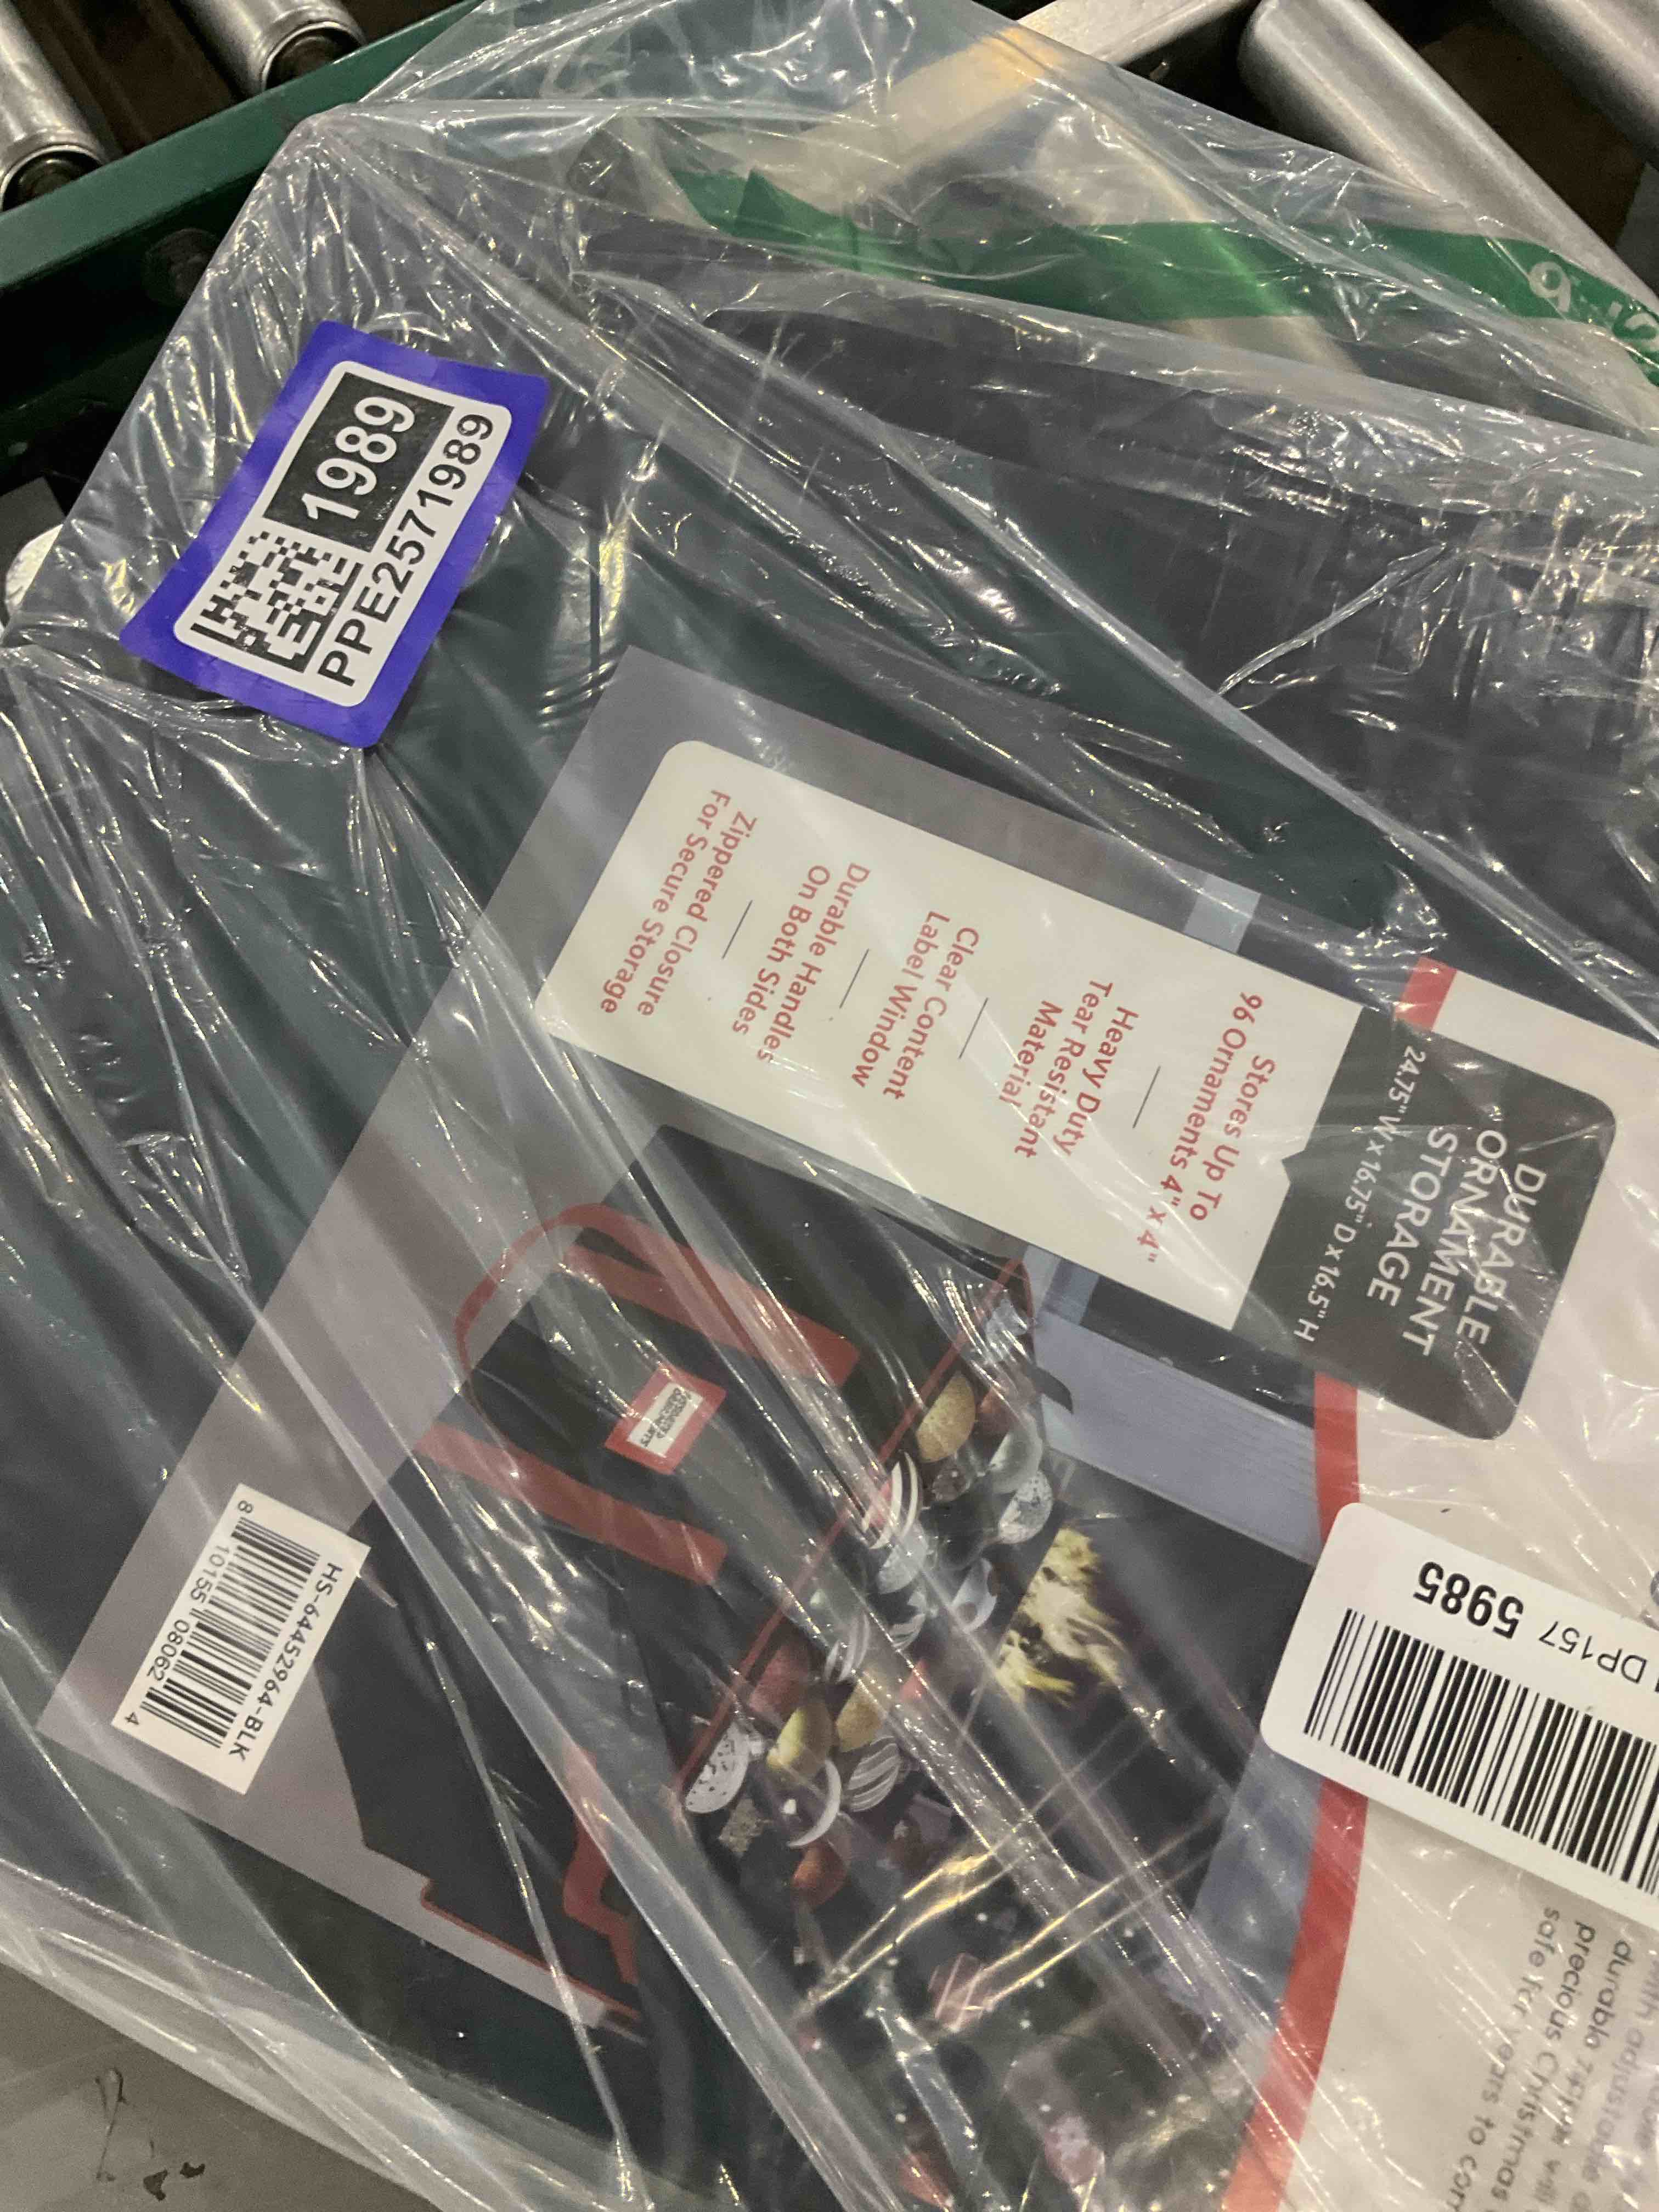 1989
PPE2571989
DURABLE
ORNAMENT
STORAGE
24.75" W x 16.75" D x 16.5" H
Stores Up To
96 Ornaments 4" x 4"
Heavy Duty
Tear Resistant
Material
Clear Content
Label Window
Durable Handles
On Both Sides
Zippered Closure
For Secure Storage
HS-64452964-BLK
8 10155 08062 4
DP157 5985
durable
precious Christmas
safe for years to